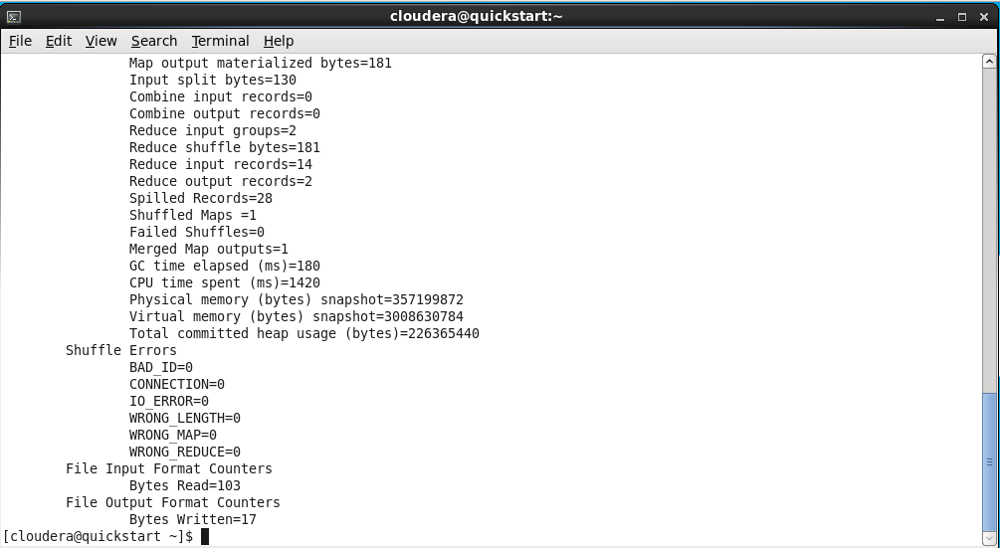 cloudera@quickstart:~
File Edit View Search Terminal Help
Map output materialized bytes=181
Input split bytes=130
Combine input records=0
Combine output records=0
Reduce input groups=2
Reduce shuffle bytes=181
Reduce input records=14
Reduce output records=2
Spilled Records=28
Shuffled Maps =1
Failed Shuffles=0
Merged Map outputs=1
GC time elapsed (ms)=180
CPU time spent (ms)=1420
Physical memory (bytes) snapshot=357199872
Virtual memory (bytes) snapshot=3008630784
Total committed heap usage (bytes)=226365440
Shuffle Errors
BAD_ID=0
CONNECTION=0
IO_ERROR=0
WRONG_LENGTH=0
WRONG_MAP=0
WRONG_REDUCE=0
File Input Format Counters
Bytes Read=103
File Output Format Counters
Bytes Written=17
[cloudera@quickstart ~]$